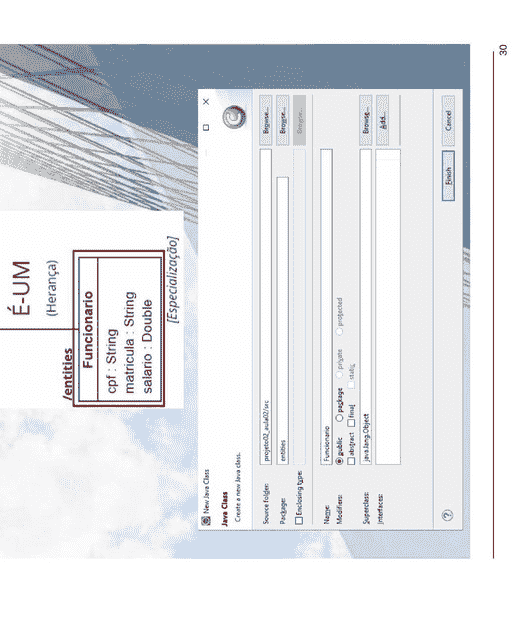 30
É-UM
(Herança)
/entities
Funcionario
cpf : String
matricula : String
salario : Double
[Especialização]
New Java Class
Java Class
Create a new Java class.
Source folder: projeto02_aula02/src Browse...
Package: entities Browse...
Enclosing type: Browse...
Name: Funcionario
Modifiers: public package private protected
abstract final static
Superclass: java.lang.Object Browse...
Interfaces: Add...
? Finish Cancel